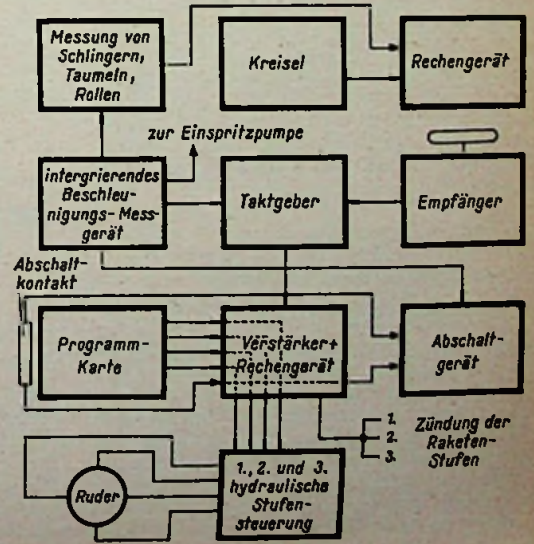 Messung von
Schlingern,
Taumeln,
Rollen
Kreisel
Rechengerät
zur Einspritzpumpe
intergrierendes
Beschleu-
nigungs-Mess-
gerät
Taktgeber
Empfänger
Abschalt-
kontakt
Programm-
Karte
Verstärker+
Rechengerät
Abschalt-
gerät
1.
2.
3.
Zündung der
Raketen-
Stufen
Ruder
1., 2. und 3.
hydraulische
Stufen-
steuerung